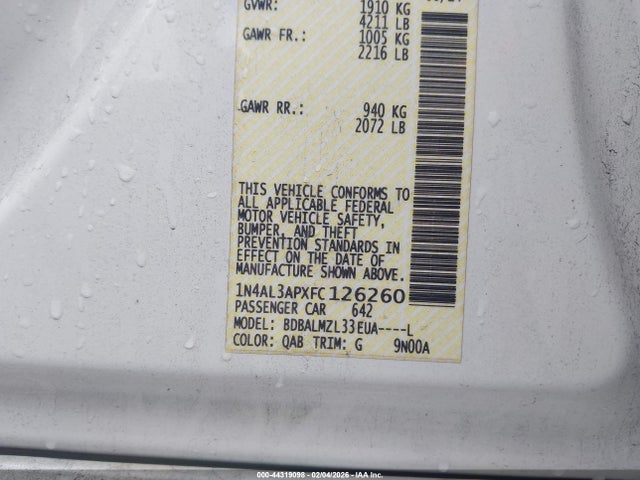 GVWR: 1910 KG
4211 LB
GAWR FR.: 1005 KG
2216 LB
GAWR RR.: 940 KG
2072 LB
THIS VEHICLE CONFORMS TO
ALL APPLICABLE FEDERAL
MOTOR VEHICLE SAFETY,
BUMPER, AND THEFT
PREVENTION STANDARDS IN
EFFECT ON THE DATE OF
MANUFACTURE SHOWN ABOVE.
1N4AL3APXFC126260
PASSENGER CAR 642
MODEL: BDBALMZL33EUA----L
COLOR: QAB TRIM: G 9N00A
000-44319098 - 02/04/2026 - IAA Inc.